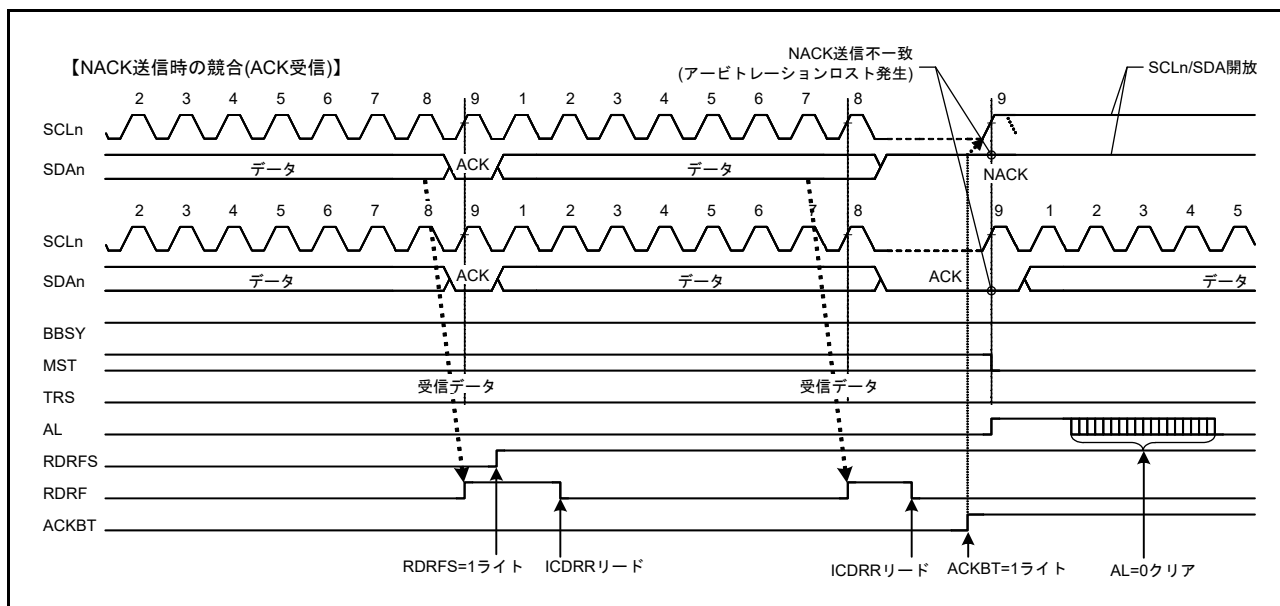 【NACK送信時の競合(ACK受信)】
NACK送信不一致
(アービトレーションロスト発生)
SCLn/SDA開放
2 3 4 5 6 7 8 9 1 2 3 4 5 6 7 8 9
SCLn
SDAn
データ ACK データ NACK
2 3 4 5 6 7 8 9 1 2 3 4 5 6 7 8 9 1 2 3 4 5
SCLn
SDAn
データ ACK データ ACK データ
BBSY
MST
受信データ 受信データ
TRS
AL
RDRFS
RDRF
ACKBT
RDRFS=1ライト ICDRRリード ICDRRリード ACKBT=1ライト AL=0クリア